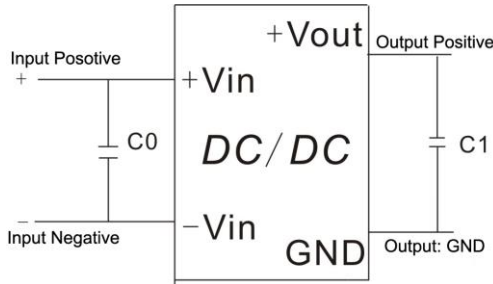 +Vout
Output Positive
Input Posotive
+
+Vin
C0
DC/DC
C1
−
−Vin
Input Negative
GND
Output: GND